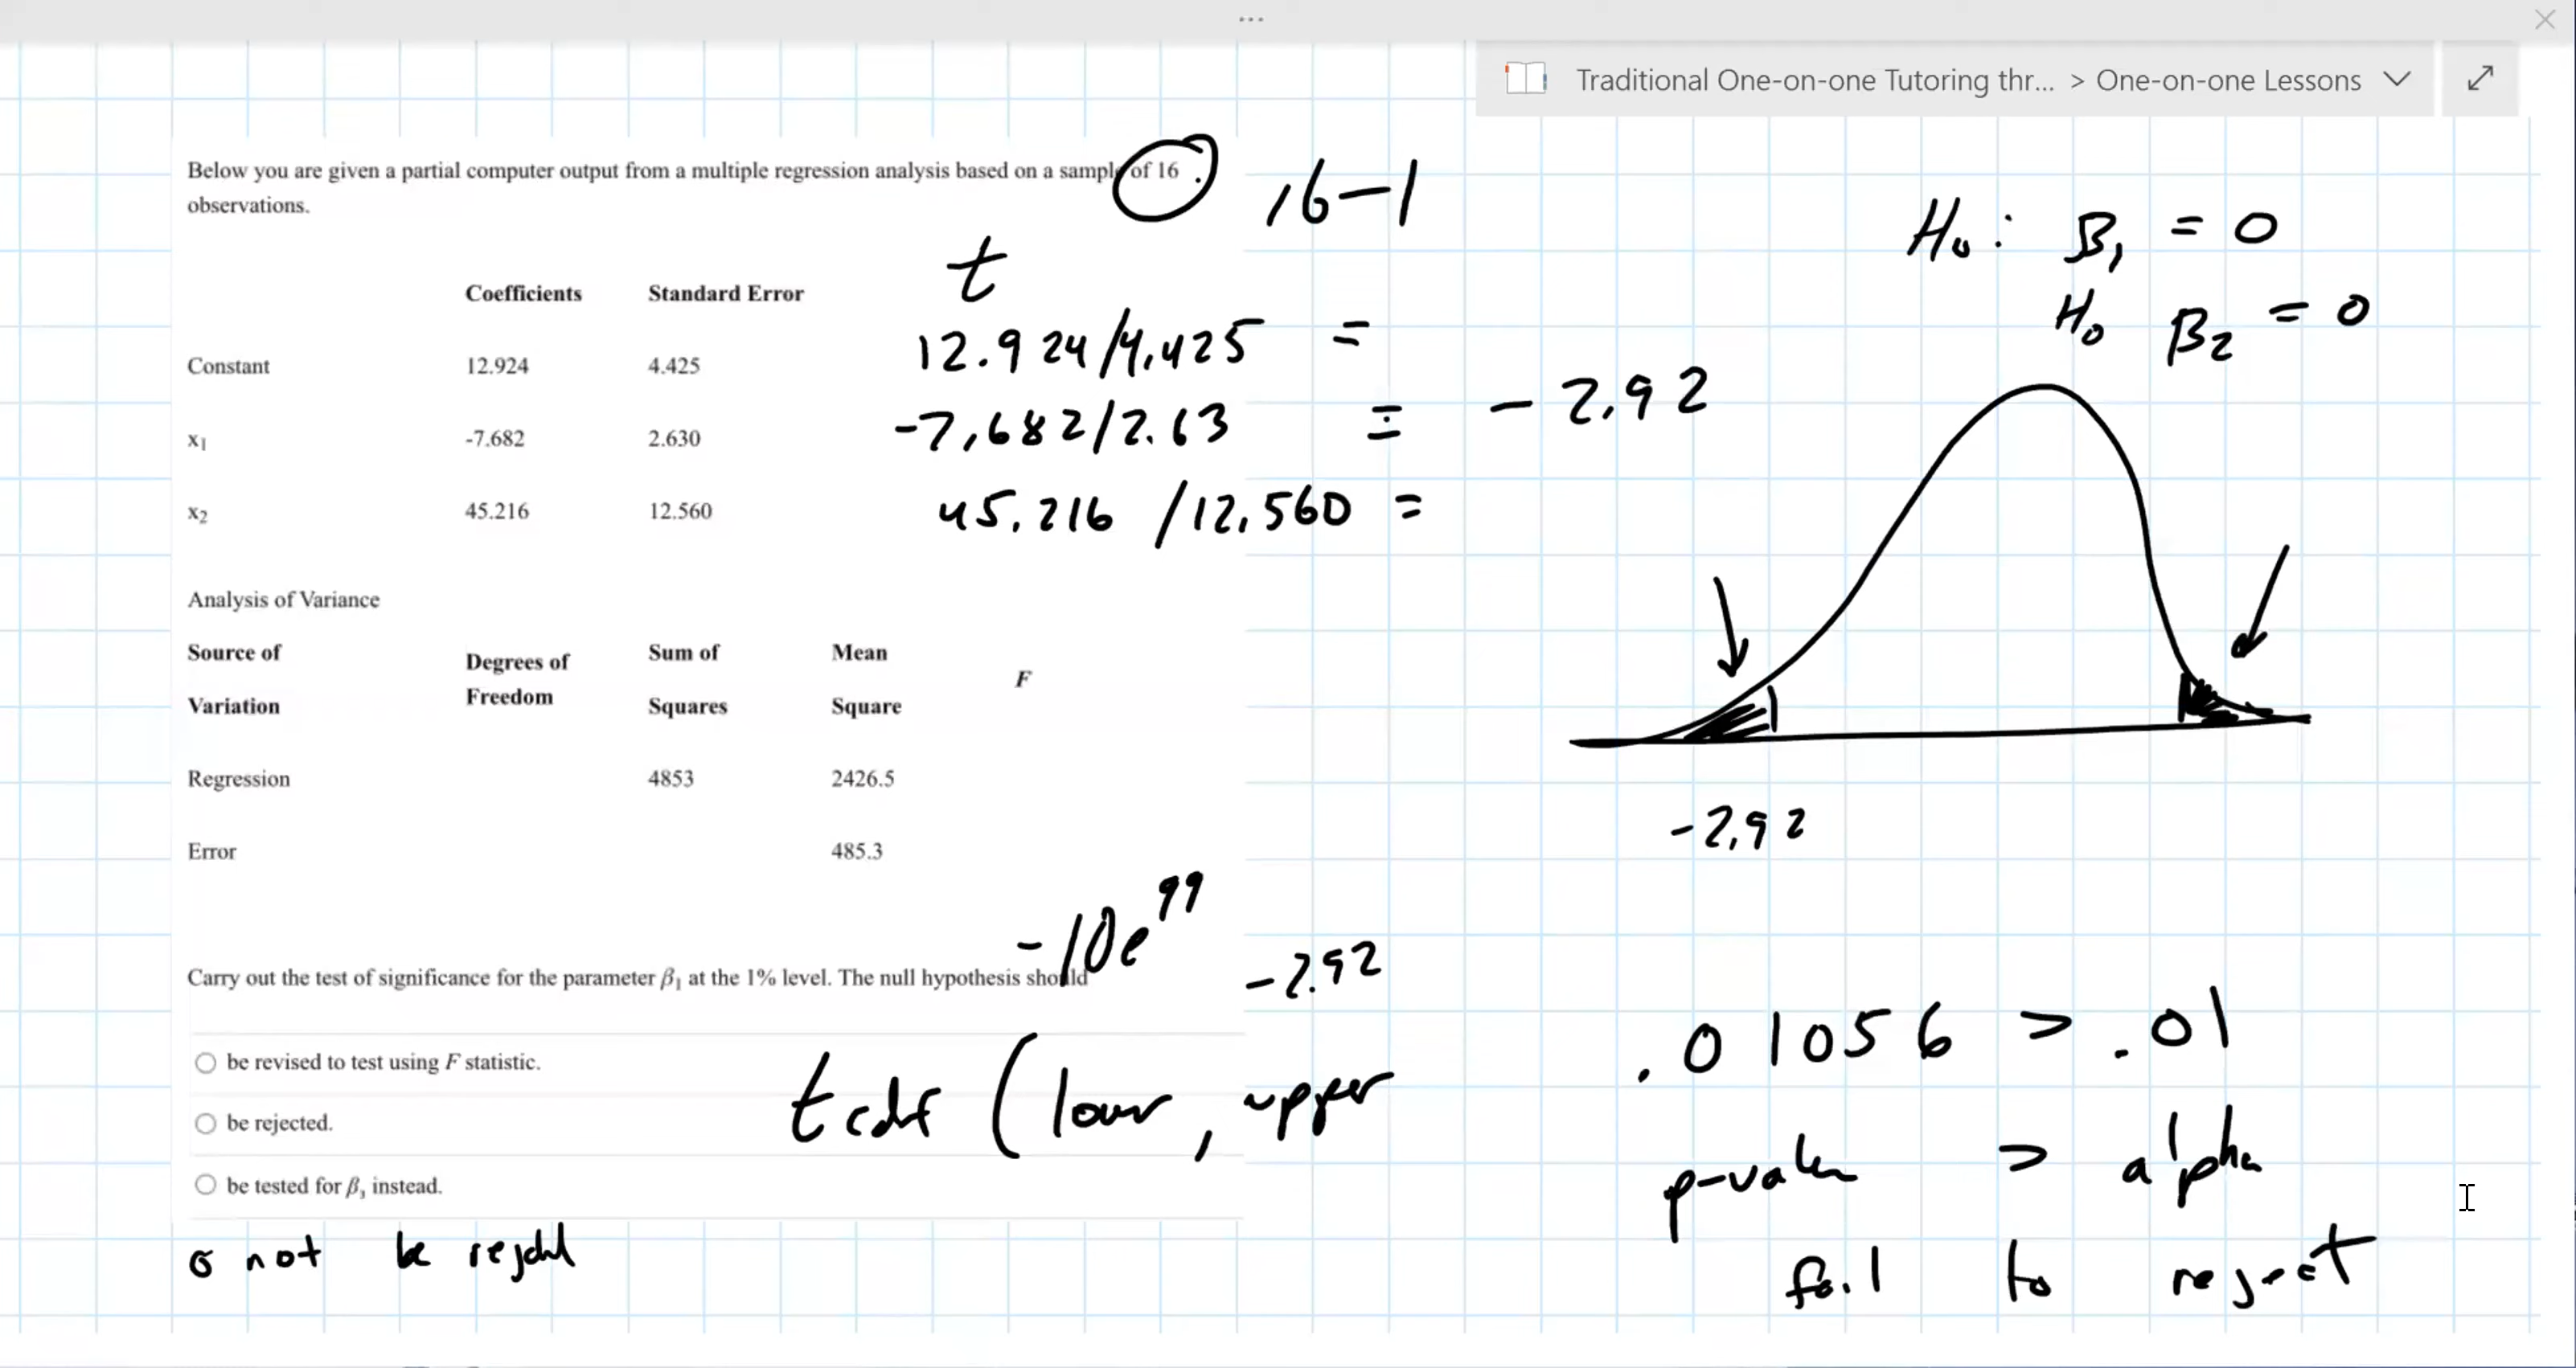 ...
Traditional One-on-one Tutoring thr... > One-on-one Lessons
Below you are given a partial computer output from a multiple regression analysis based on a sample of 16
observations.
16-1
H₀: β₁ = 0
H₀ β₂ = 0
t
Coefficients Standard Error
Constant 12.924 4.425 12.924/4.425 =
x₁ -7.682 2.630 -7.682/2.63 = -2.92
x₂ 45.216 12.560 45.216/12.560 =
Analysis of Variance
Source of Variation Degrees of Freedom Sum of Squares Mean Square F
Regression 4853 2426.5
Error 485.3
-2.92
-10e⁹⁹
-2.92
Carry out the test of significance for the parameter β₁ at the 1% level. The null hypothesis should
be revised to test using F statistic.
be rejected.
tcdf (lower, upper
be tested for β₃ instead.
not be rejected
.01056 > .01
p-value > alpha
fail to reject